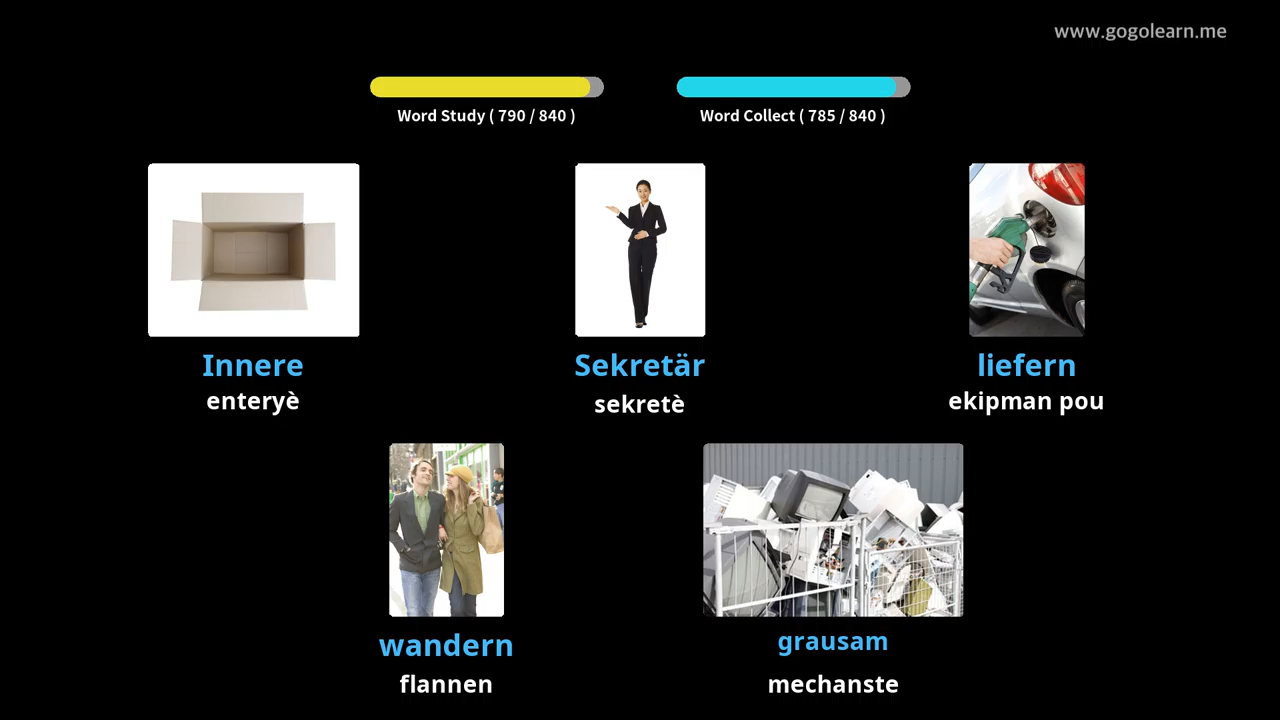 www.gogolearn.me
Word Study ( 790 / 840 )
Word Collect ( 785 / 840 )
Innere
enteryè
Sekretär
sekretè
liefern
ekipman pou
wandern
flannen
grausam
mechanste